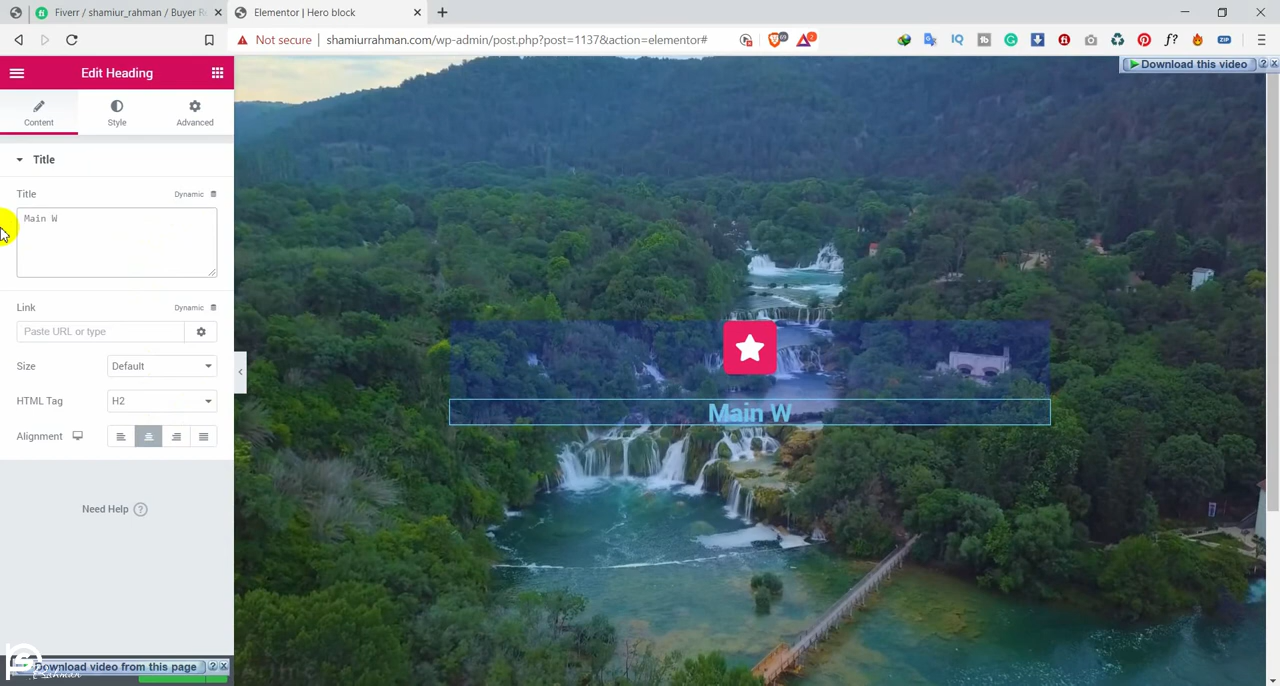 Fiverr / shamiur_rahman / Buyer Re
Elementor | Hero block
Not secure
shamiurrahman.com/wp-admin/post.php?post=1137&action=elementor#
Edit Heading
Download this video
Content
Style
Advanced
Title
Title
Dynamic
Main W
Link
Dynamic
Paste URL or type
Size
Default
HTML Tag
H2
Alignment
Need Help
Main W
Download video from this page